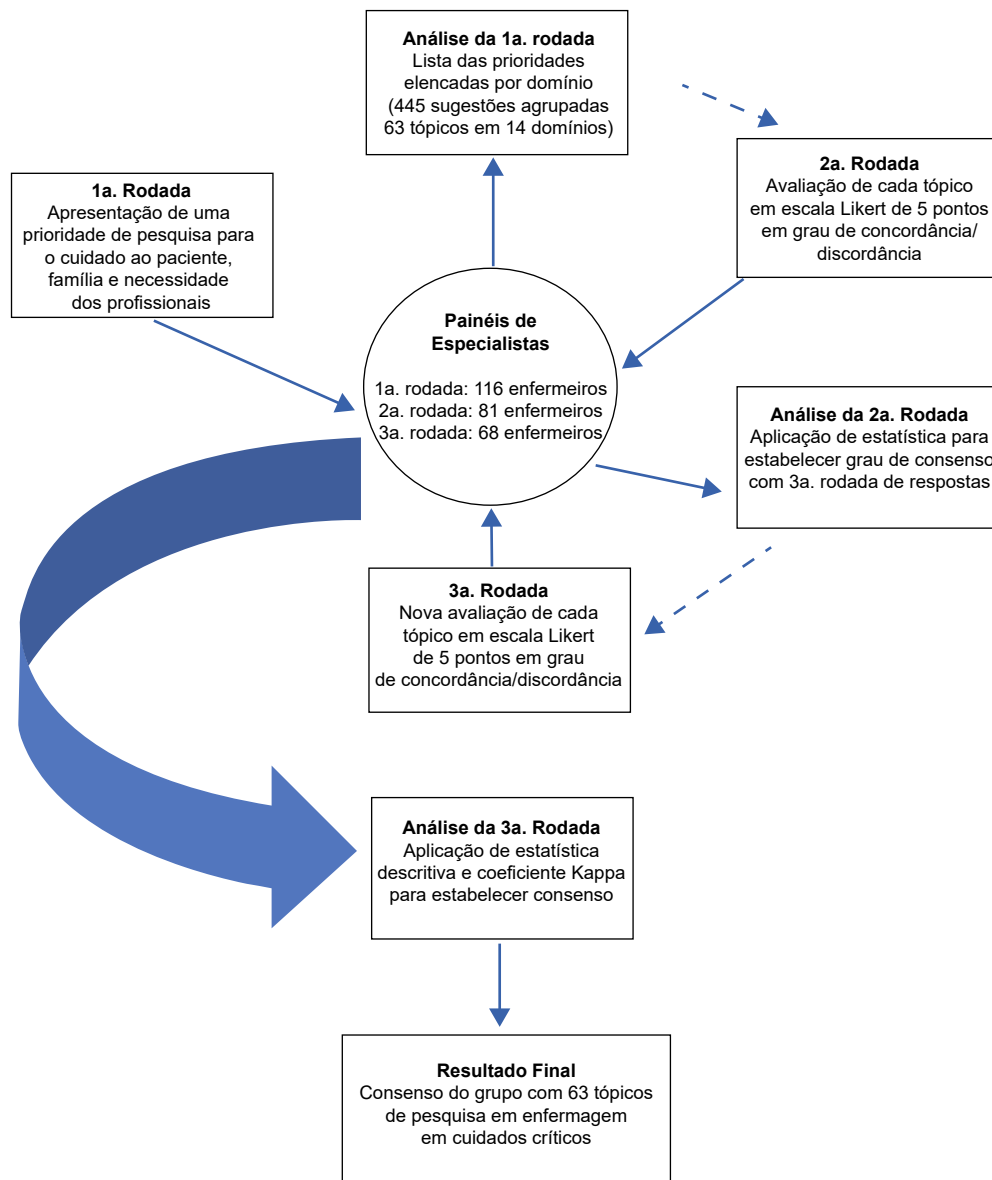 Análise da 1a. rodada
Lista das prioridades
elencadas por domínio
(445 sugestões agrupadas
63 tópicos em 14 domínios)
1a. Rodada
Apresentação de uma
prioridade de pesquisa para
o cuidado ao paciente,
família e necessidade
dos profissionais
2a. Rodada
Avaliação de cada tópico
em escala Likert de 5 pontos
em grau de concordância/
discordância
Painéis de
Especialistas
1a. rodada: 116 enfermeiros
2a. rodada: 81 enfermeiros
3a. rodada: 68 enfermeiros
Análise da 2a. Rodada
Aplicação de estatística para
estabelecer grau de consenso
com 3a. rodada de respostas
3a. Rodada
Nova avaliação de cada
tópico em escala Likert
de 5 pontos em grau
de concordância/discordância
Análise da 3a. Rodada
Aplicação de estatística
descritiva e coeficiente Kappa
para estabelecer consenso
Resultado Final
Consenso do grupo com 63 tópicos
de pesquisa em enfermagem
em cuidados críticos